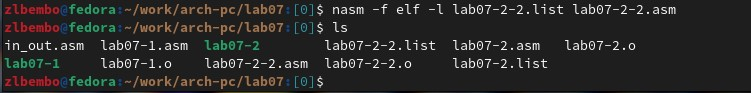 zlbembo@fedora:~/work/arch-pc/lab07:[0]$ nasm -f elf -l lab07-2-2.list lab07-2-2.asm
zlbembo@fedora:~/work/arch-pc/lab07:[0]$ ls
in_out.asm  lab07-1.asm  lab07-2  lab07-2-2.list  lab07-2.asm  lab07-2.o
lab07-1  lab07-1.o  lab07-2-2.asm  lab07-2-2.o  lab07-2.list
zlbembo@fedora:~/work/arch-pc/lab07:[0]$